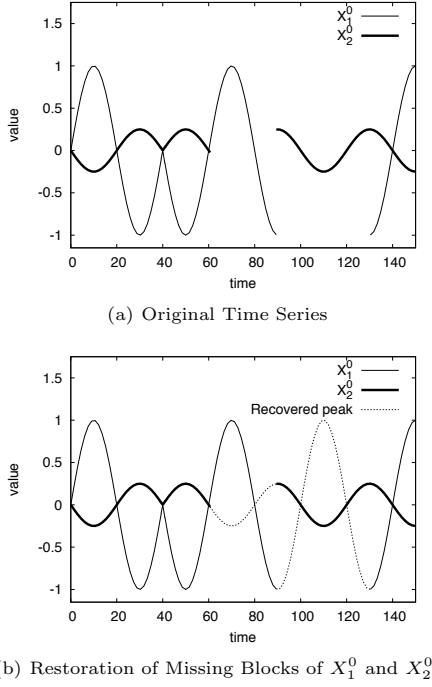 X₁⁰
X₂⁰
1.5
1
0.5
0
-0.5
-1
value
0 20 40 60 80 100 120 140
time
(a) Original Time Series
X₁⁰
X₂⁰
Recovered peak
1.5
1
0.5
0
-0.5
-1
value
0 20 40 60 80 100 120 140
time
b) Restoration of Missing Blocks of X₁⁰ and X₂⁰